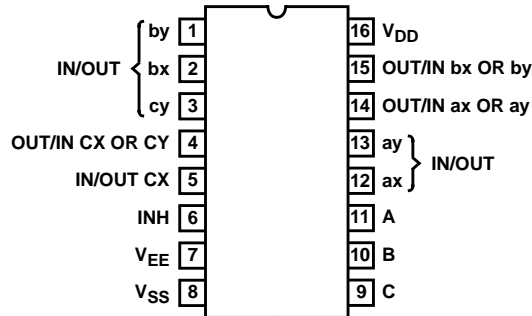 by 1
bx 2
IN/OUT
cy 3
OUT/IN CX OR CY 4
IN/OUT CX 5
INH 6
VEE 7
VSS 8
16 VDD
15 OUT/IN bx OR by
14 OUT/IN ax OR ay
13 ay
IN/OUT
12 ax
11 A
10 B
9 C